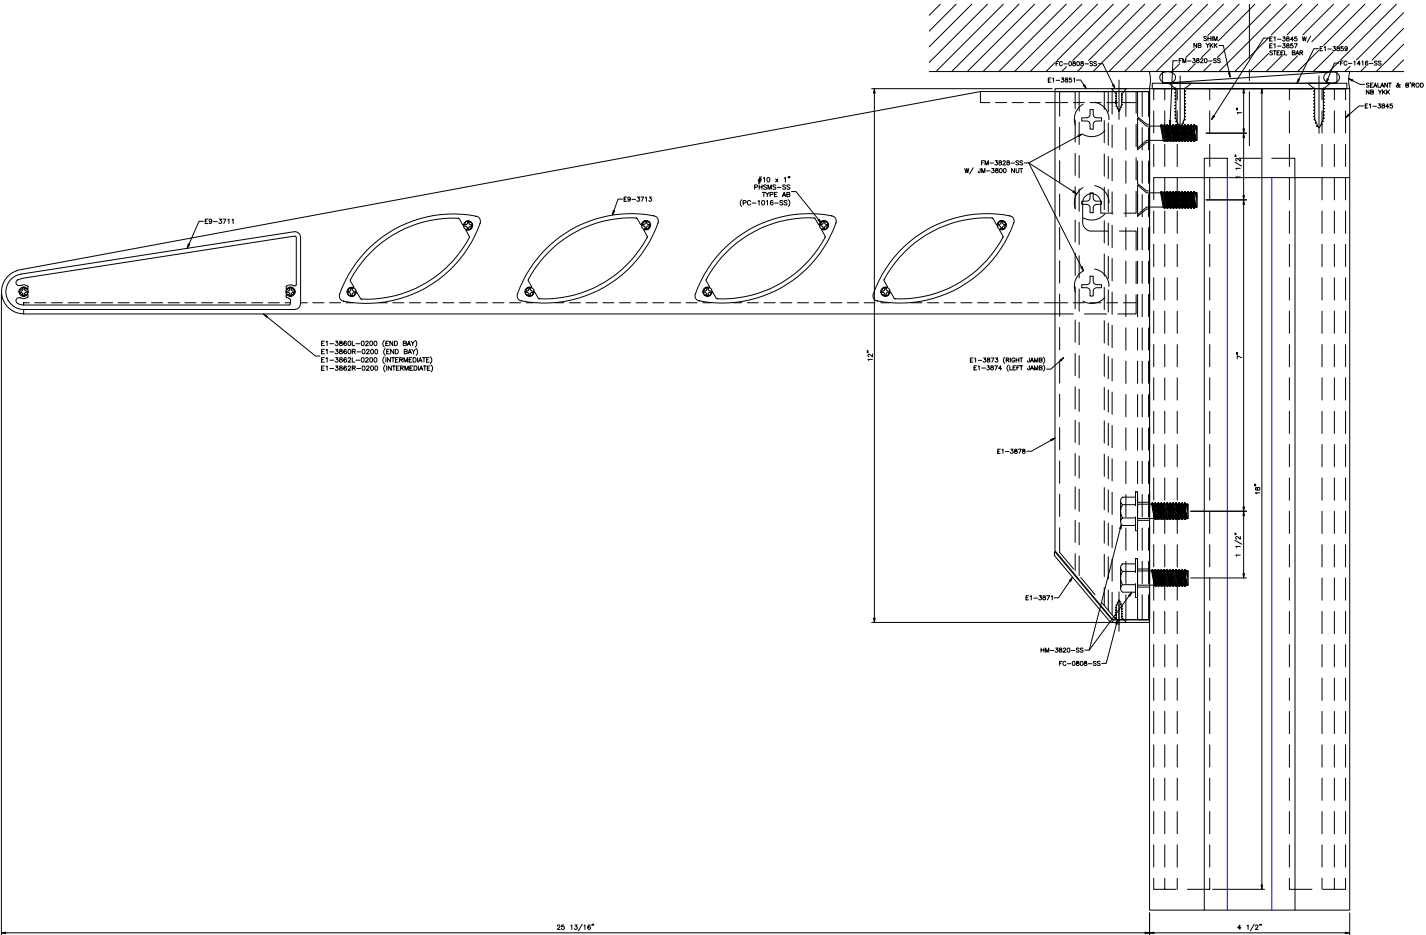 SHIM
NB YKK
E1-3845 W/
E1-3857
STEEL BAR
E1-3859
FM-3820-SS
FC-1416-SS
FC-0808-SS
E1-3851
SEALANT & B'ROD
NB YKK
E1-3845
1"
1 1/2"
FM-3828-SS
W/ JM-3800 NUT
#10 x 1"
PHSMS-SS
TYPE AB
(PC-1016-SS)
E9-3713
E9-3711
E1-3860L-0200 (END BAY)
E1-3860R-0200 (END BAY)
E1-3862L-0200 (INTERMEDIATE)
E1-3862R-0200 (INTERMEDIATE)
12"
7"
E1-3873 (RIGHT JAMB)
E1-3874 (LEFT JAMB)
E1-3878
18"
1 1/2"
E1-3871
HM-3820-SS
FC-0808-SS
25 13/16"
4 1/2"